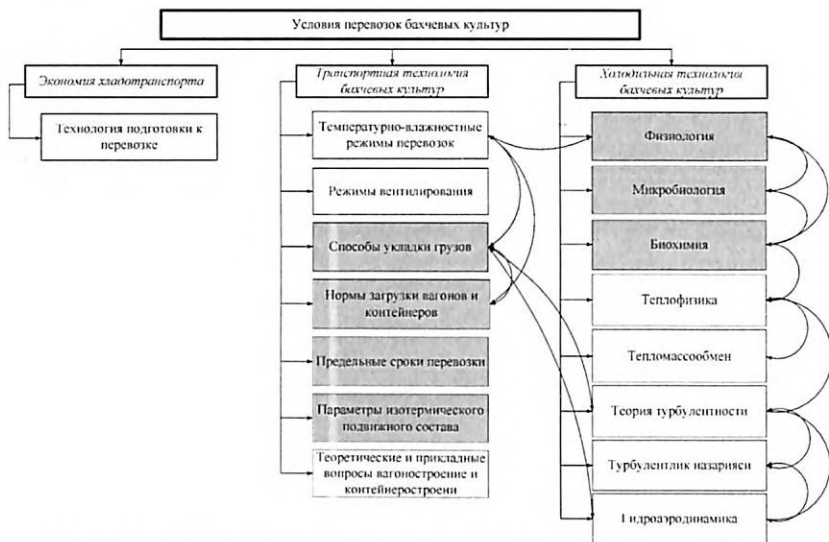 Условия перевозок бахчевых культур
Экономия хладотранспорта
Технология подготовки к
перевозке
Транспортная технология
бахчевых культур
Температурно-влажностные
режимы перевозок
Режимы вентилирования
Способы укладки грузов
Нормы загрузки вагонов и
контейнеров
Предельные сроки перевозки
Параметры изотермического
подвижного состава
Теоретические и прикладные
вопросы вагоностроение и
контейнеростроени
Холодильная технология
бахчевых культур
Физиология
Микробиология
Биохимия
Теплофизика
Тепломассообмен
Теория турбулентности
Турбулентлик назарияси
Гидроаэродинамика